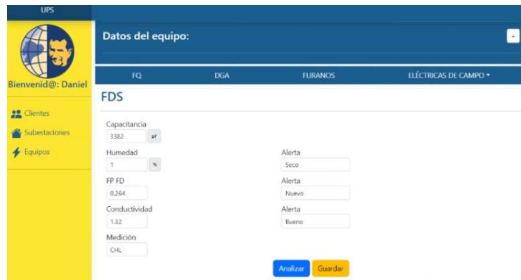 UPS
Datos del equipo:
Bienvenid@: Daniel
Clientes
Subestaciones
Equipos
FQ DGA FURANOS ELÉCTRICAS DE CAMPO
FDS
Capacitancia
3382 pF
Humedad Alerta
1 % Seco
FP FD Alerta
0.264 Nuevo
Conductividad Alerta
1.32 Bueno
Medición
CHL
Analizar Guardar